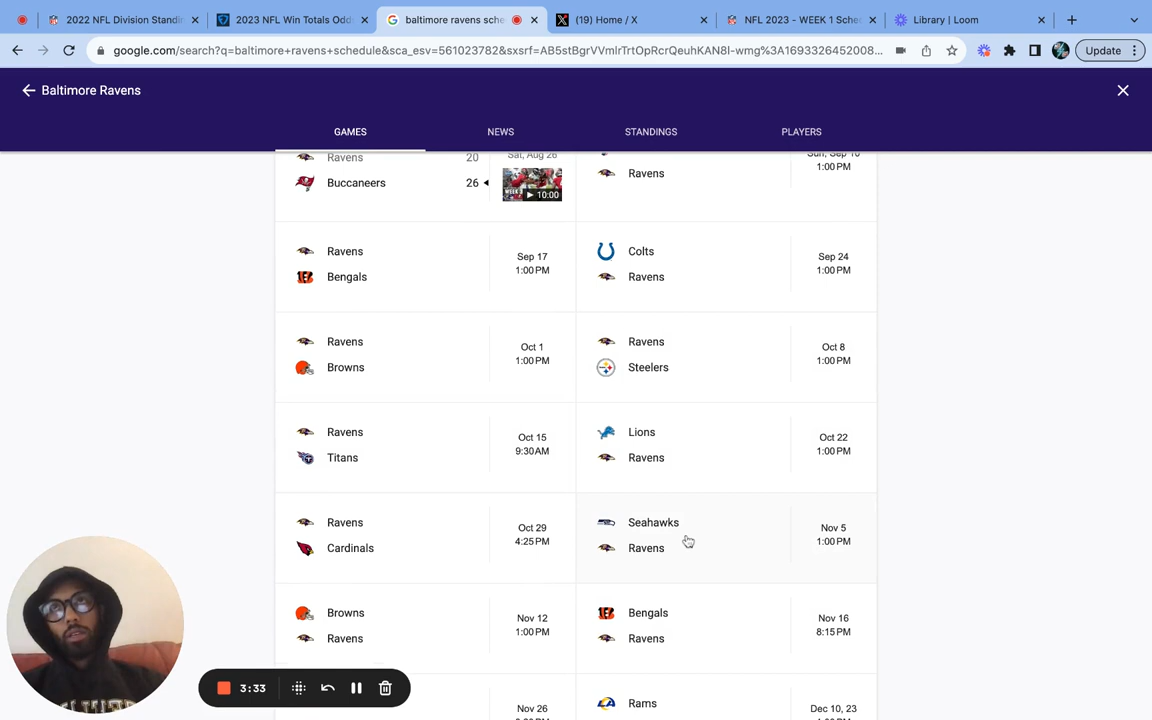 2022 NFL Division Standi
2023 NFL Win Totals Odd
baltimore ravens sche
(19) Home / X
NFL 2023 - WEEK 1 Sche
Library | Loom
google.com/search?q=baltimore+ravens+schedule&sca_esv=561023782&sxsrf=AB5stBgrVVmlrTrtOpRcrQeuhKAN8I-wmg%3A1693326452008...
Update
Baltimore Ravens
GAMES
NEWS
STANDINGS
PLAYERS
Ravens 20
Sat, Aug 26
Buccaneers 26
10:00
Sun, Sep 10
Ravens
1:00 PM
Ravens
Bengals
Sep 17
1:00 PM
Colts
Ravens
Sep 24
1:00 PM
Ravens
Browns
Oct 1
1:00 PM
Ravens
Steelers
Oct 8
1:00 PM
Ravens
Titans
Oct 15
9:30 AM
Lions
Ravens
Oct 22
1:00 PM
Ravens
Cardinals
Oct 29
4:25 PM
Seahawks
Ravens
Nov 5
1:00 PM
Browns
Ravens
Nov 12
1:00 PM
Bengals
Ravens
Nov 16
8:15 PM
Nov 26
Rams
Dec 10, 23
3:33